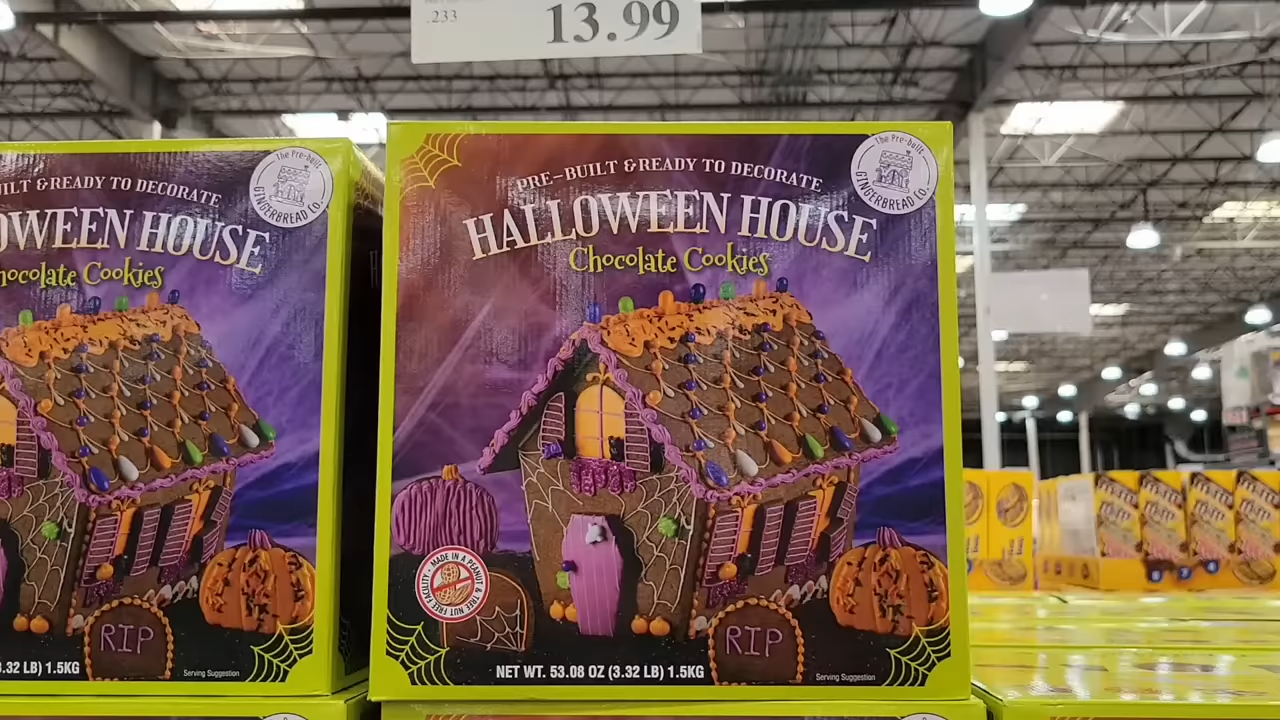 .233
13.99
PRE-BUILT & READY TO DECORATE
HALLOWEEN HOUSE
Chocolate Cookies
The Pre-built
GINGERBREAD CO.
MADE IN A PEANUT & TREE NUT FREE FACILITY
RIP
NET WT. 53.08 OZ (3.32 LB) 1.5KG
Serving Suggestion
ILT & READY TO DECORATE
OWEEN HOUSE
hocolate Cookies
The Pre-built
GINGERBREAD CO.
RIP
3.32 LB) 1.5KG
Serving Suggestion